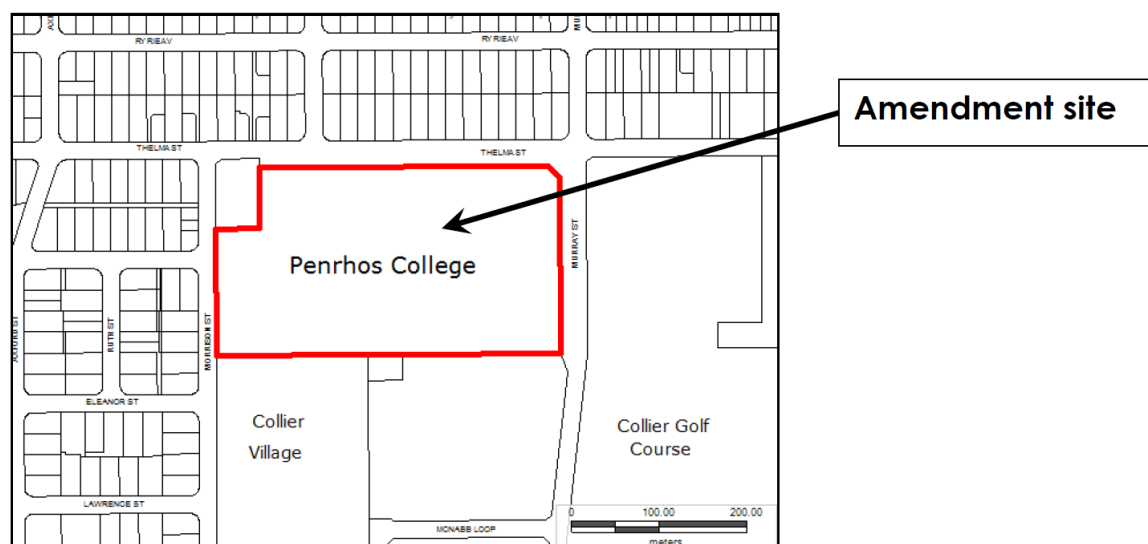 RYRIE AV
RYRIE AV
Amendment site
THELMA ST
THELMA ST
MURRAY ST
Penrhos College
AXFORD ST
RUTH ST
MORRISON ST
ELEANOR ST
Collier
Village
Collier Golf
Course
LAWRENCE ST
MCNABB LOOP
0 100.00 200.00
meters